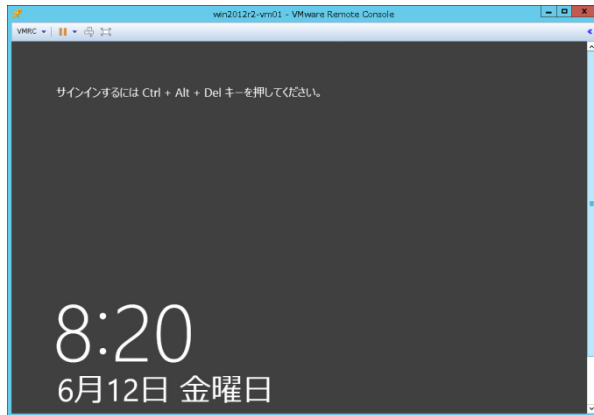 win2012r2-vm01 - VMware Remote Console
VMRC
サインインするには Ctrl + Alt + Del キーを押してください。
8:20
6月12日 金曜日